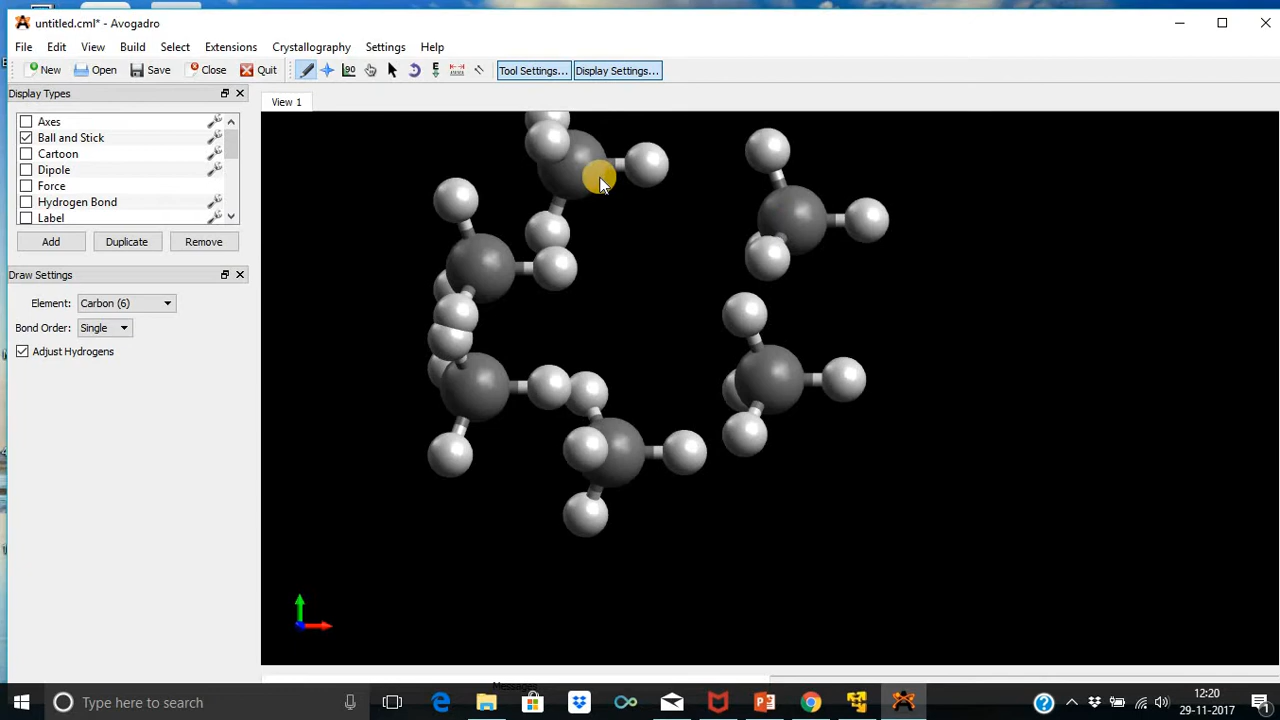 untitled.cml* - Avogadro
File Edit View Build Select Extensions Crystallography Settings Help
New Open Save Close Quit Tool Settings... Display Settings...
Display Types
View 1
Axes
Ball and Stick
Cartoon
Dipole
Force
Hydrogen Bond
Label
Add Duplicate Remove
Draw Settings
Element: Carbon (6)
Bond Order: Single
Adjust Hydrogens
Messages
Type here to search
12:20
29-11-2017